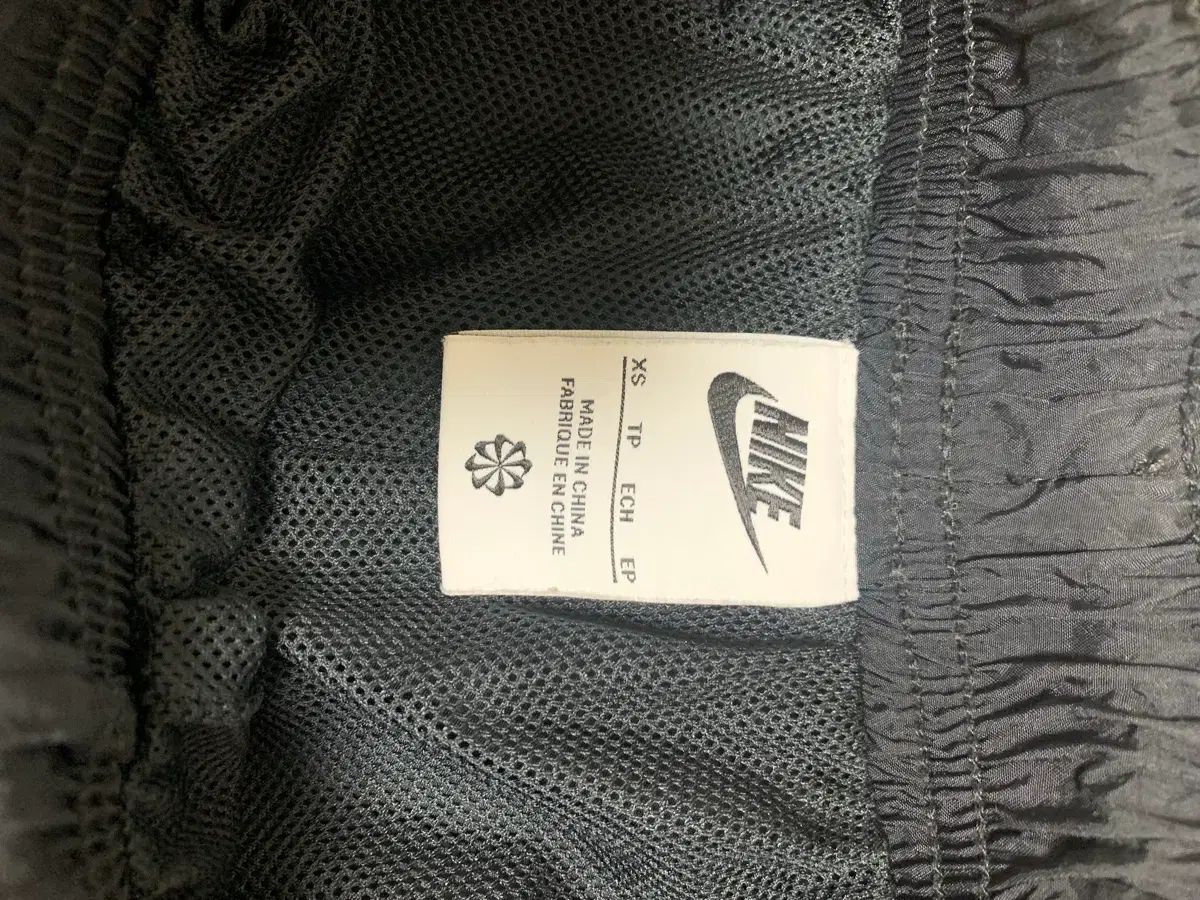 NIKE
XS TP ECH EP
MADE IN CHINA
FABRIQUE EN CHINE